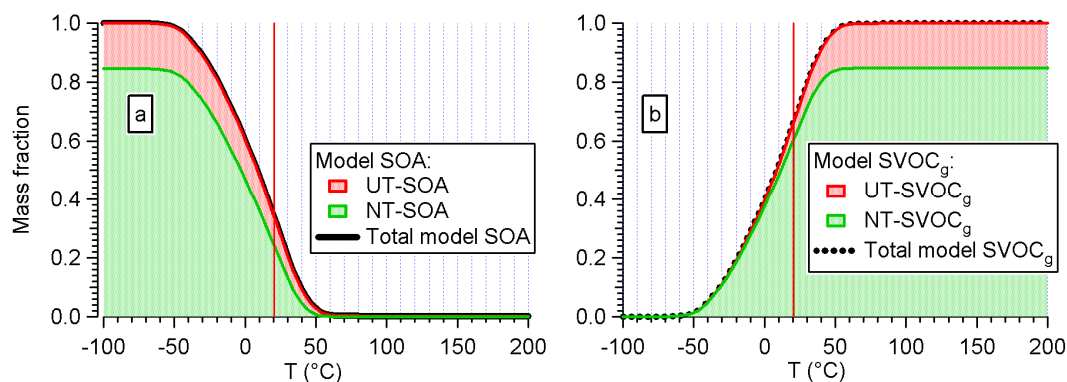 1.0
0.8
0.6
0.4
0.2
0.0
Mass fraction
a
Model SOA:
UT-SOA
NT-SOA
Total model SOA
-100 -50 0 50 100 150 200
T (°C)
1.0
0.8
0.6
0.4
0.2
0.0
b
Model SVOCg:
UT-SVOCg
NT-SVOCg
Total model SVOCg
-100 -50 0 50 100 150 200
T (°C)